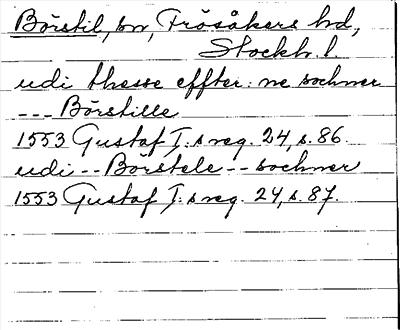 Börstil, sn, Frösåkers hd,
Stockh. l.
udi thesse effter: ne sochner
--- Börstille
1553 Gustaf I:s reg. 24, s. 86.
udi -- Börstele -- sochner
1553 Gustaf I:s reg. 24, s. 87.